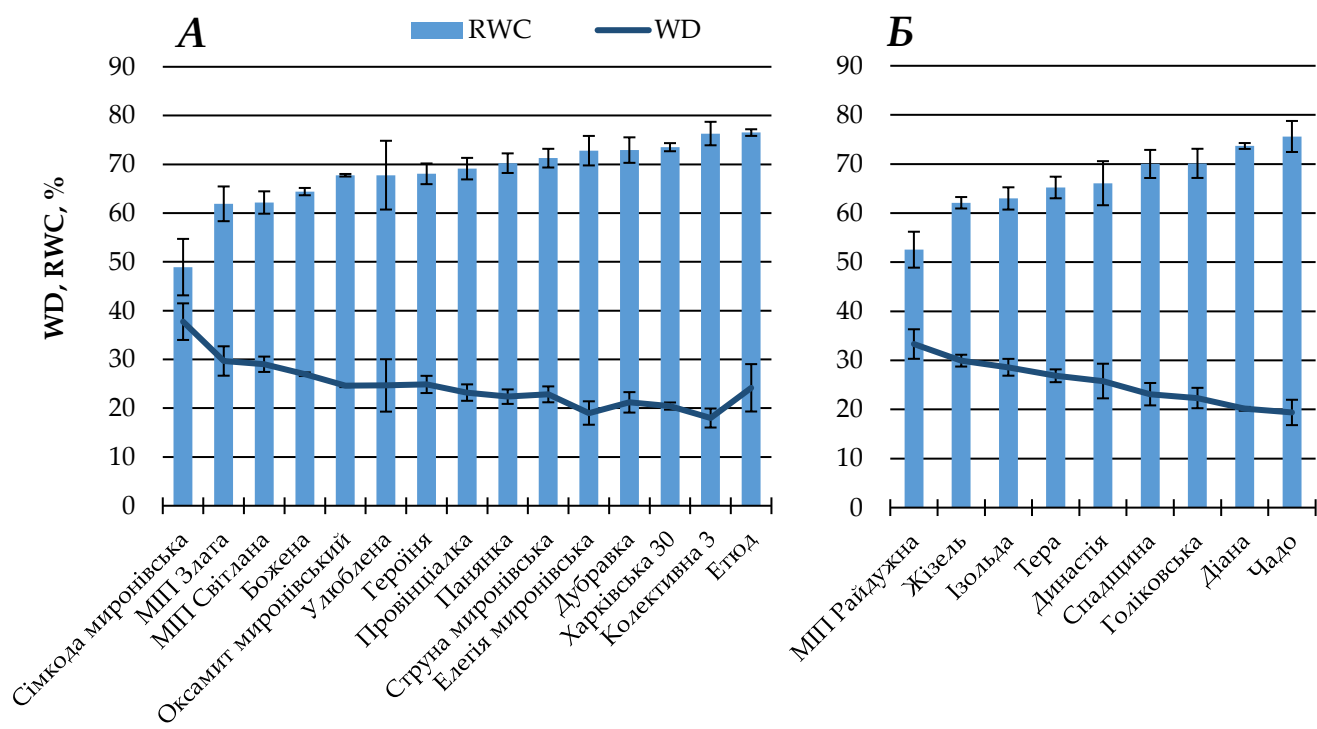 А
RWC
WD
Б
WD, RWC, %
90
80
70
60
50
40
30
20
10
0
Сімкода миронівська
МІП Злата
МІП Світлана
Божена
Оксамит миронівський
Улюблена
Героїня
Провінціалка
Панянка
Струна миронівська
Елегія миронівська
Дубравка
Харківська 30
Колективна 3
Етюд
90
80
70
60
50
40
30
20
10
0
МІП Райдужна
Жізель
Ізольда
Тера
Династія
Спадщина
Голіковська
Діана
Чадо